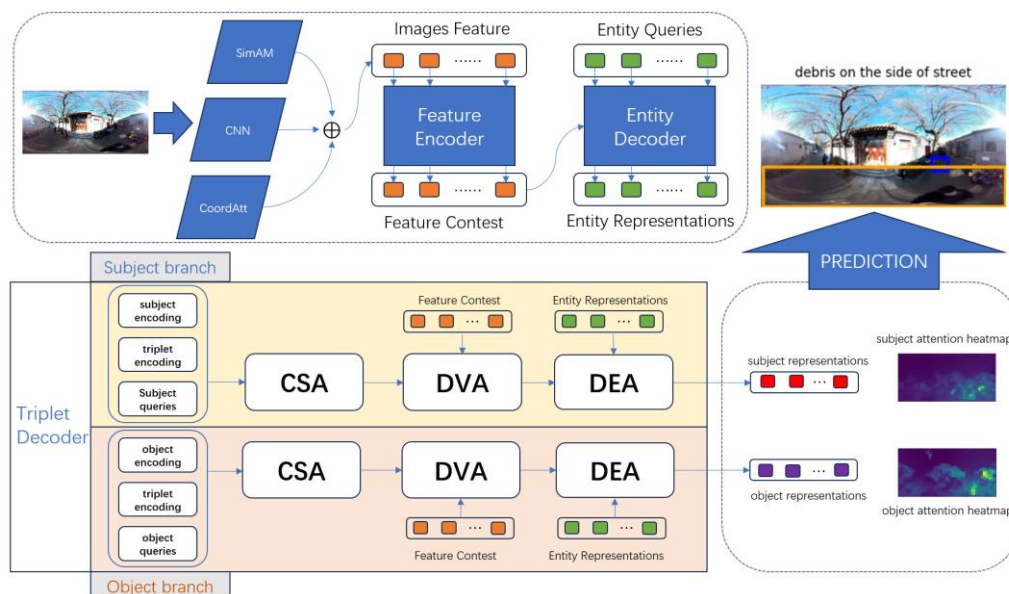 SimAM
CNN
CoordAtt
Images Feature
Feature
Encoder
Feature Contest
Entity Queries
Entity
Decoder
Entity Representations
debris on the side of street
PREDICTION
Subject branch
Triplet
Decoder
subject
encoding
triplet
encoding
Subject
queries
CSA
Feature Contest
DVA
Entity Representations
DEA
object
encoding
triplet
encoding
object
queries
CSA
DVA
Feature Contest
DEA
Entity Representations
Object branch
subject representations
subject attention heatmap
object representations
object attention heatmap